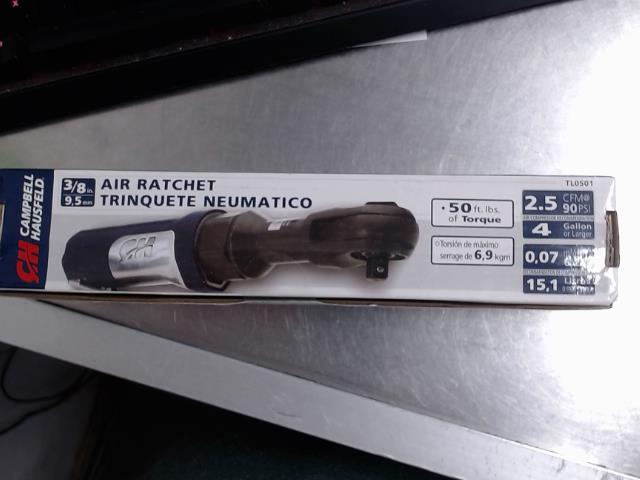 CAMPBELL
HAUSFELD
CH
3/8 in.
9,5 mm
AIR RATCHET
TRINQUETE NEUMATICO
• 50 ft. lbs.
of Torque
Torsión de máximo
serrage de 6,9 kgm
TL0501
2.5 CFM@
90 PSI
4 Gallon
or Larger
0,07
15,1